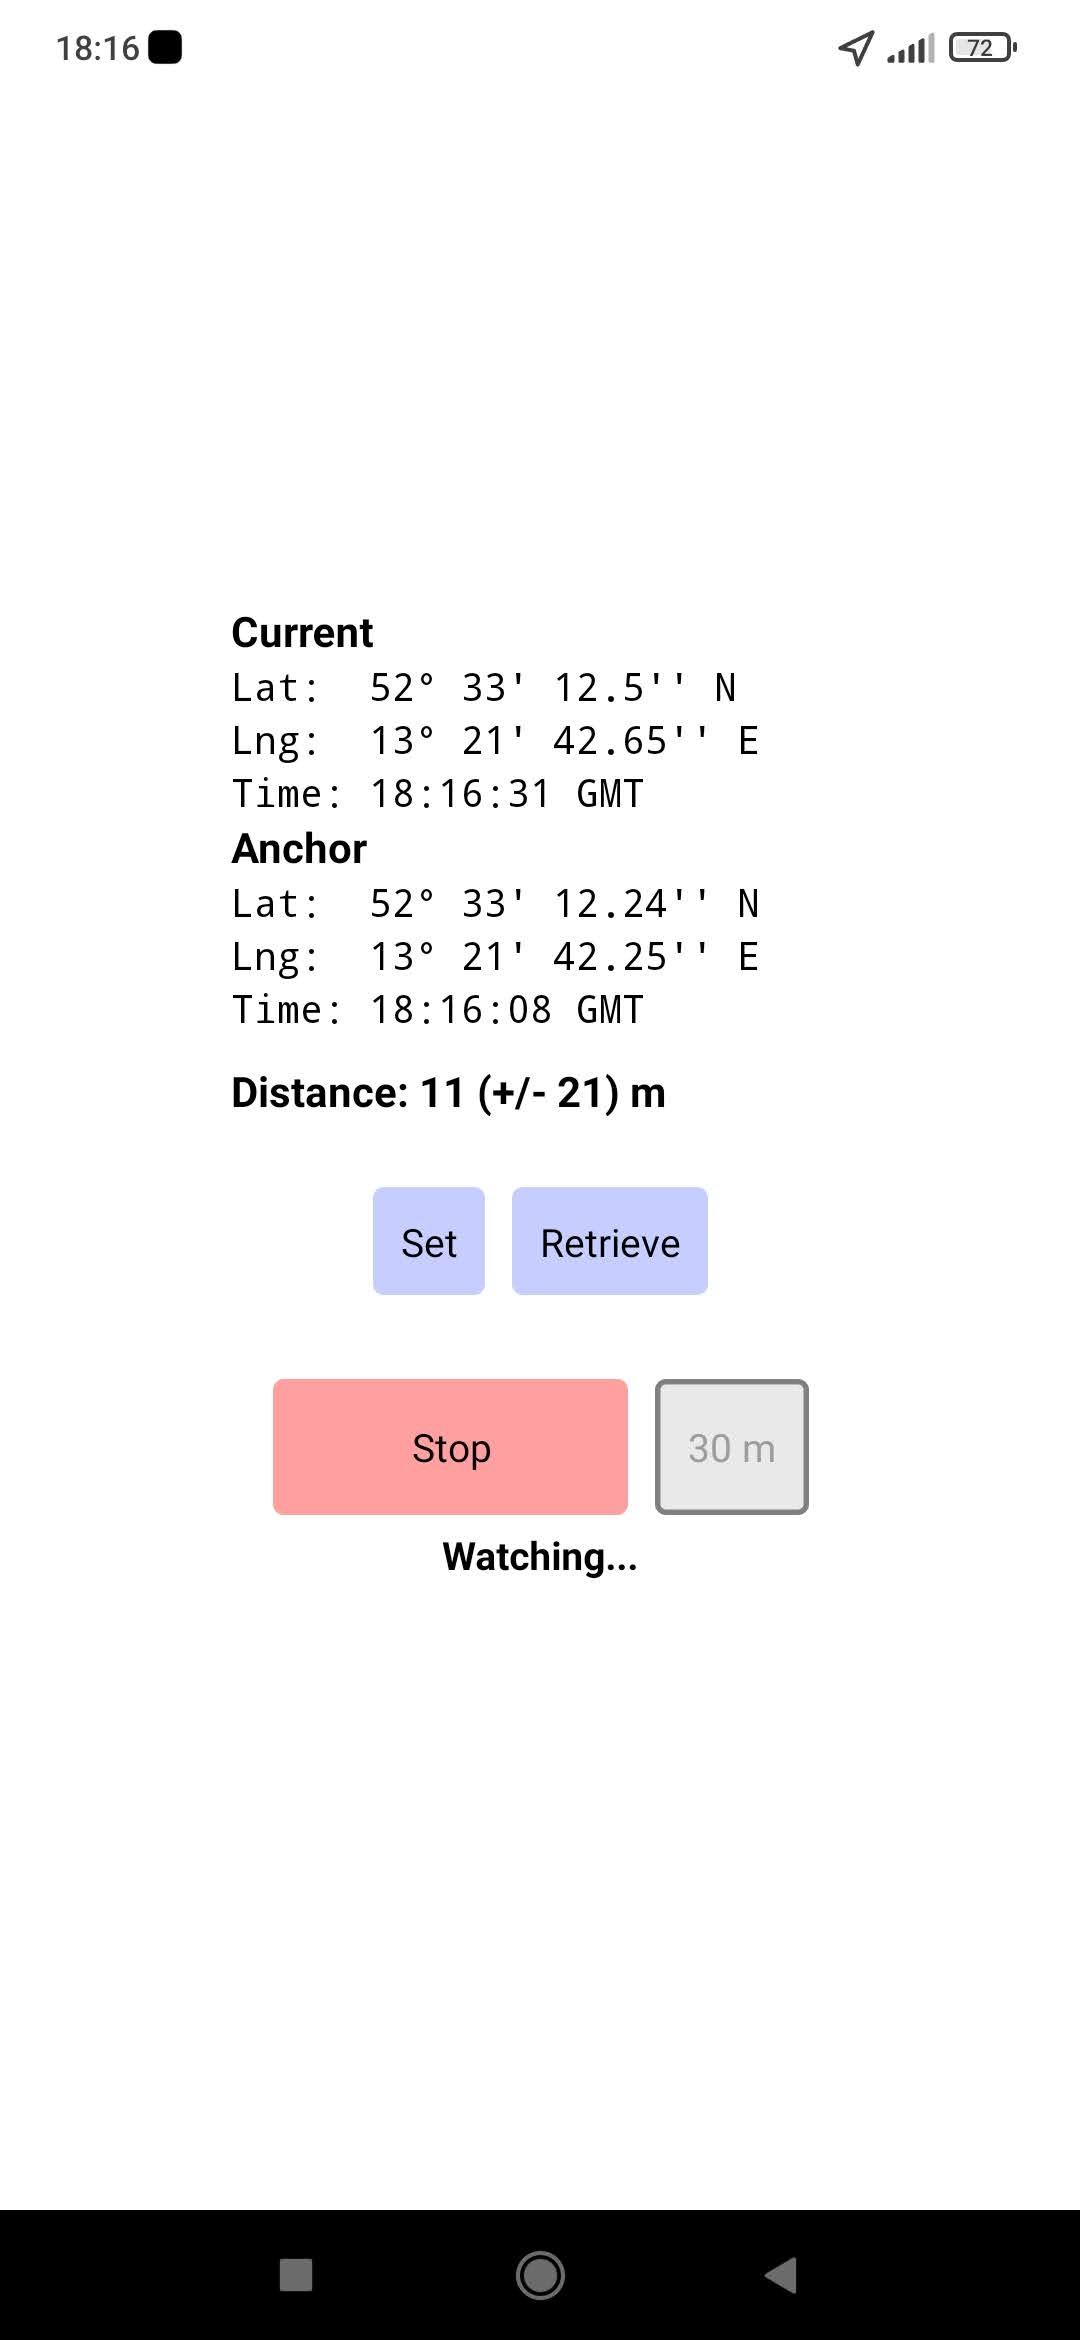 18:16 72
Current
Lat: 52° 33' 12.5'' N
Lng: 13° 21' 42.65'' E
Time: 18:16:31 GMT
Anchor
Lat: 52° 33' 12.24'' N
Lng: 13° 21' 42.25'' E
Time: 18:16:08 GMT
Distance: 11 (+/- 21) m
Set Retrieve
Stop 30 m
Watching...